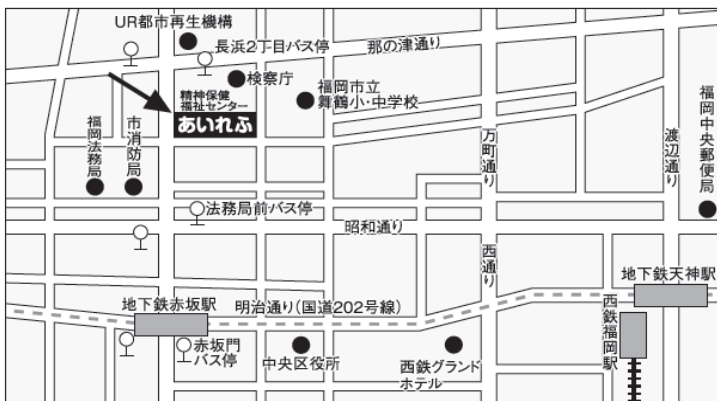 UR都市再生機構
長浜2丁目バス停
那の津通り
検察庁
精神保健
福祉センター
あいれふ
福岡市立
舞鶴小・中学校
福岡法務局
市消防局
万町通り
渡辺通り
福岡中央郵便局
法務局前バス停
昭和通り
西通り
地下鉄天神駅
地下鉄赤坂駅
明治通り(国道202号線)
西鉄福岡駅
赤坂門
バス停
中央区役所
西鉄グランド
ホテル